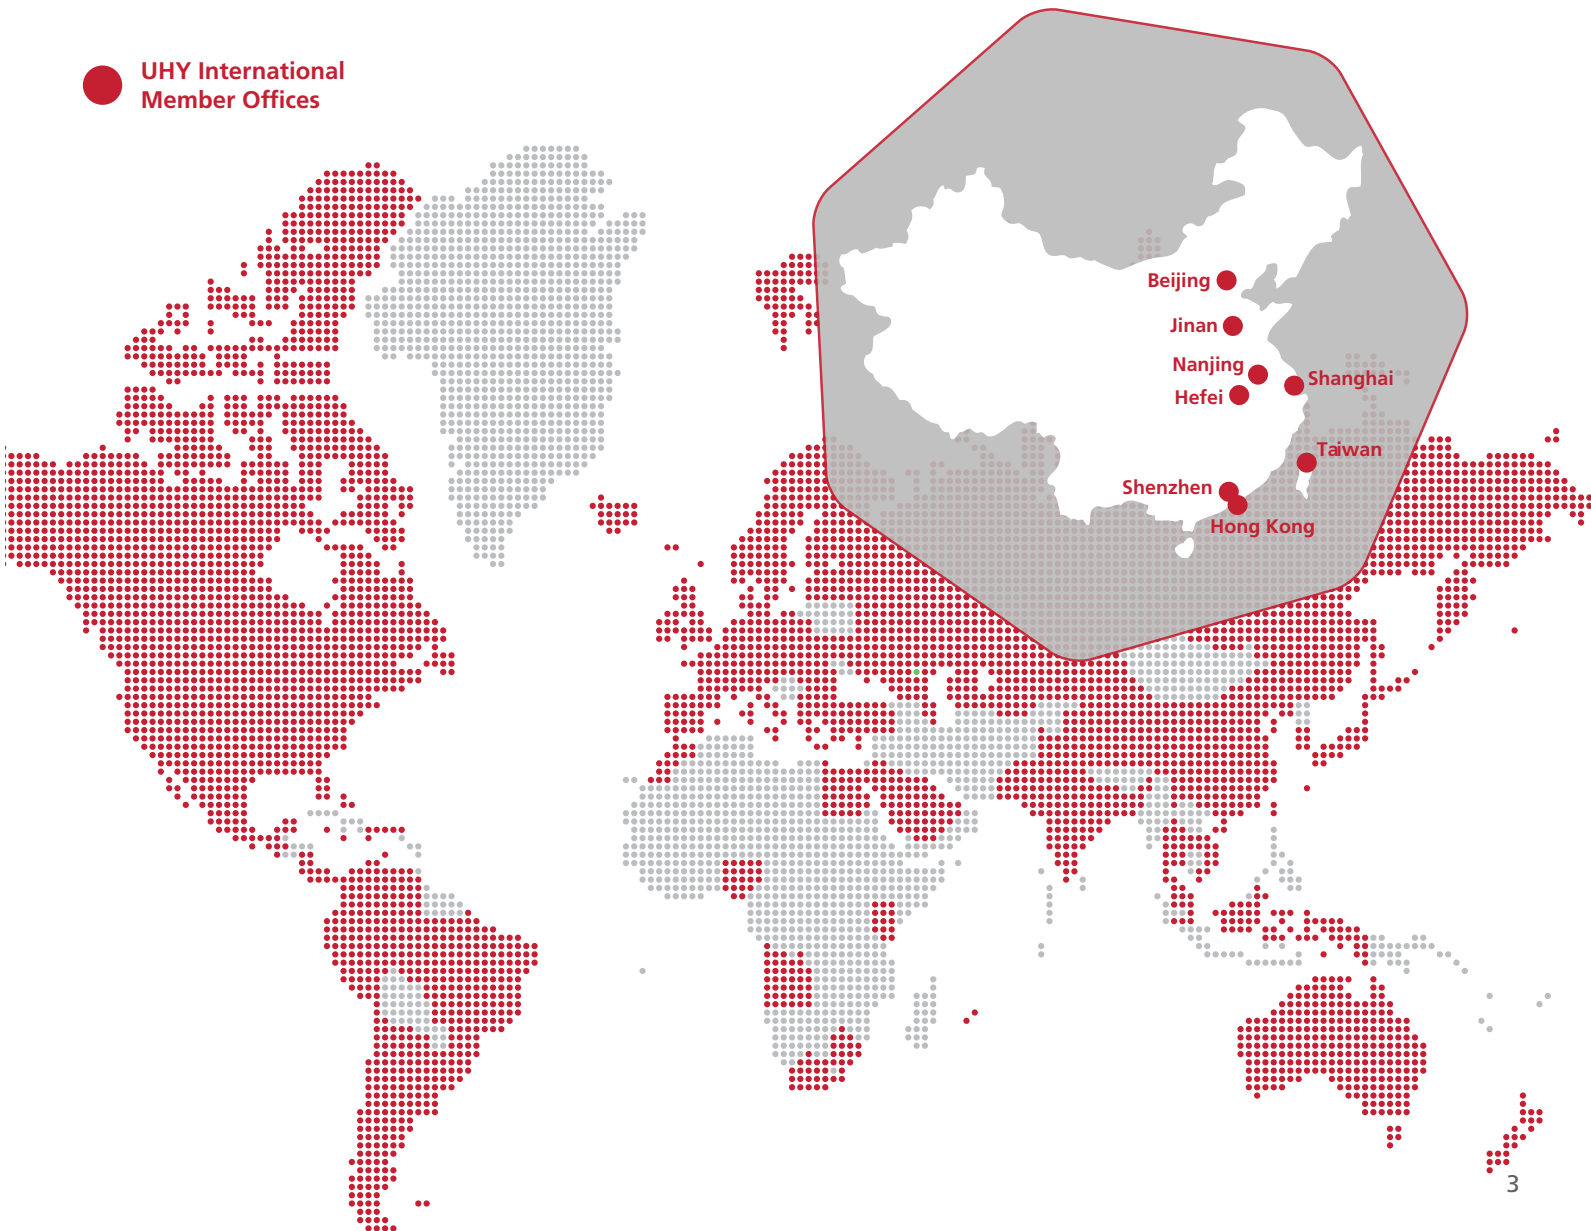 UHY International
Member Offices
Beijing
Jinan
Nanjing
Shanghai
Hefei
Taiwan
Shenzhen
Hong Kong
3